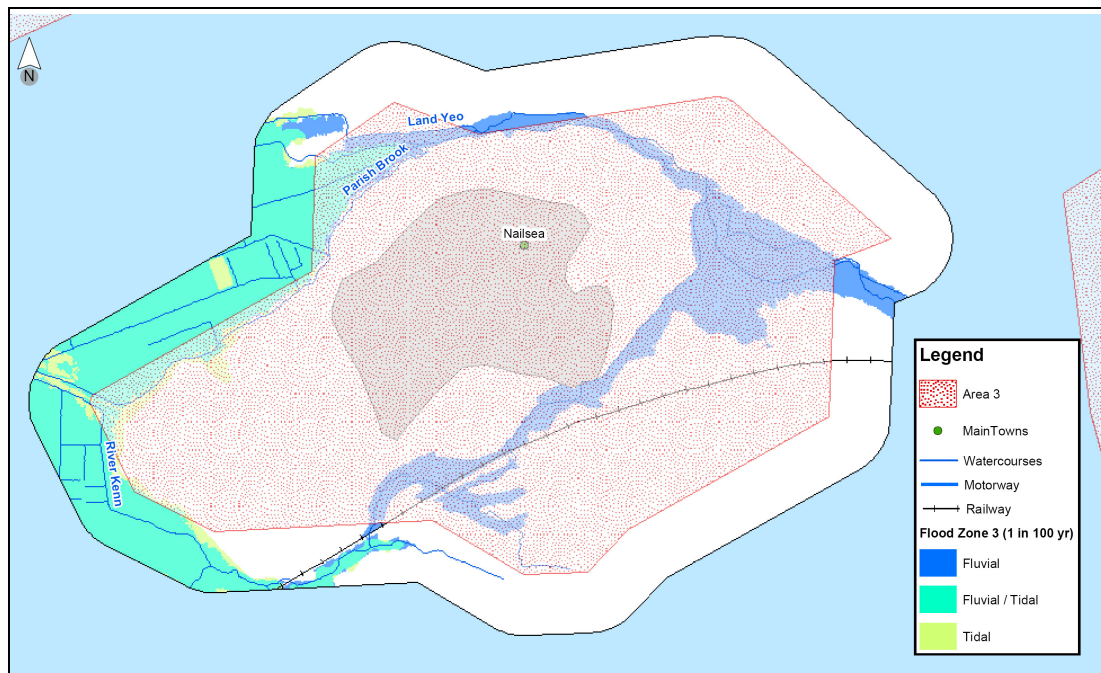 N
Land Yeo
Parish Brook
Nailsea
River Kenn
Legend
Area 3
MainTowns
Watercourses
Motorway
Railway
Flood Zone 3 (1 in 100 yr)
Fluvial
Fluvial / Tidal
Tidal